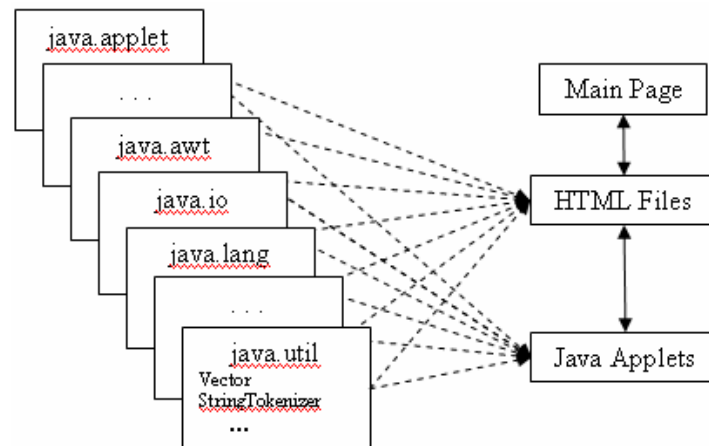 java.applet
. . .
java.awt
java.io
java.lang
. . .
java.util
Vector
StringTokenizer
...
Main Page
HTML Files
Java Applets